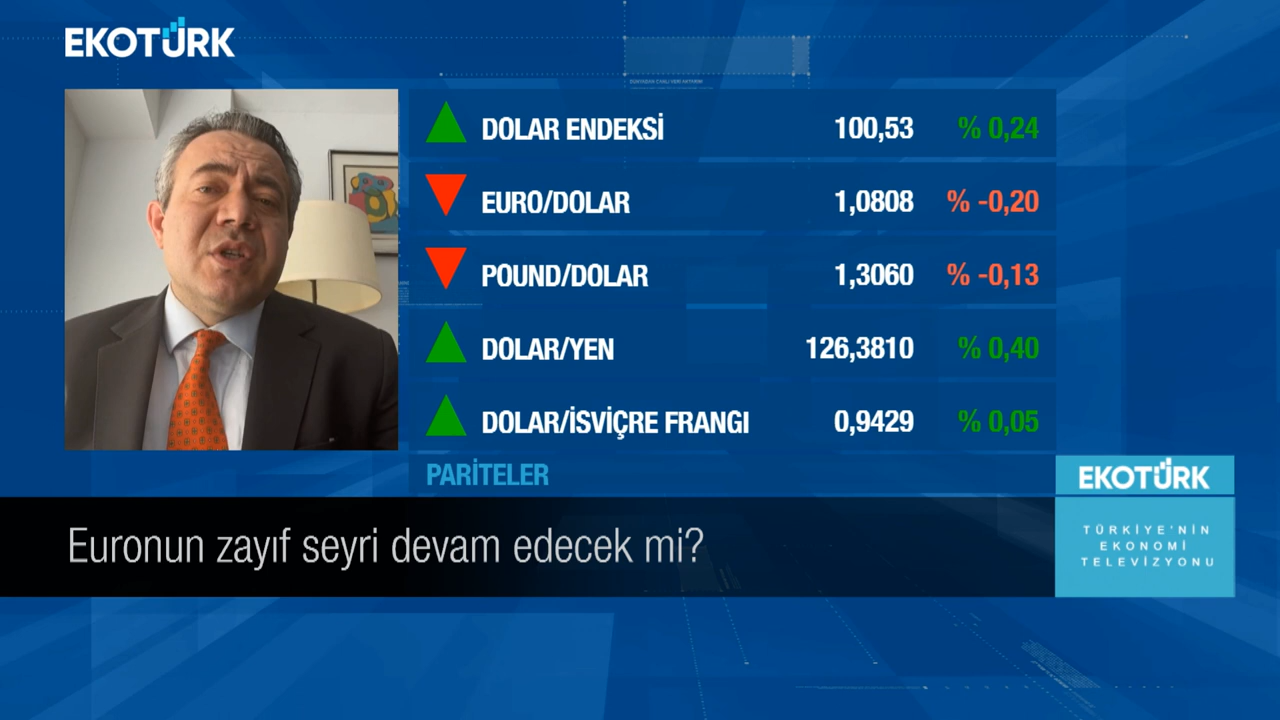 EKOTÜRK
DOLAR ENDEKSİ 100,53 % 0,24
EURO/DOLAR 1,0808 % -0,20
POUND/DOLAR 1,3060 % -0,13
DOLAR/YEN 126,3810 % 0,40
DOLAR/İSVİÇRE FRANGI 0,9429 % 0,05
PARİTELER
EKOTÜRK
Euronun zayıf seyri devam edecek mi?
TÜRKİYE'NİN
EKONOMİ
TELEVİZYONU